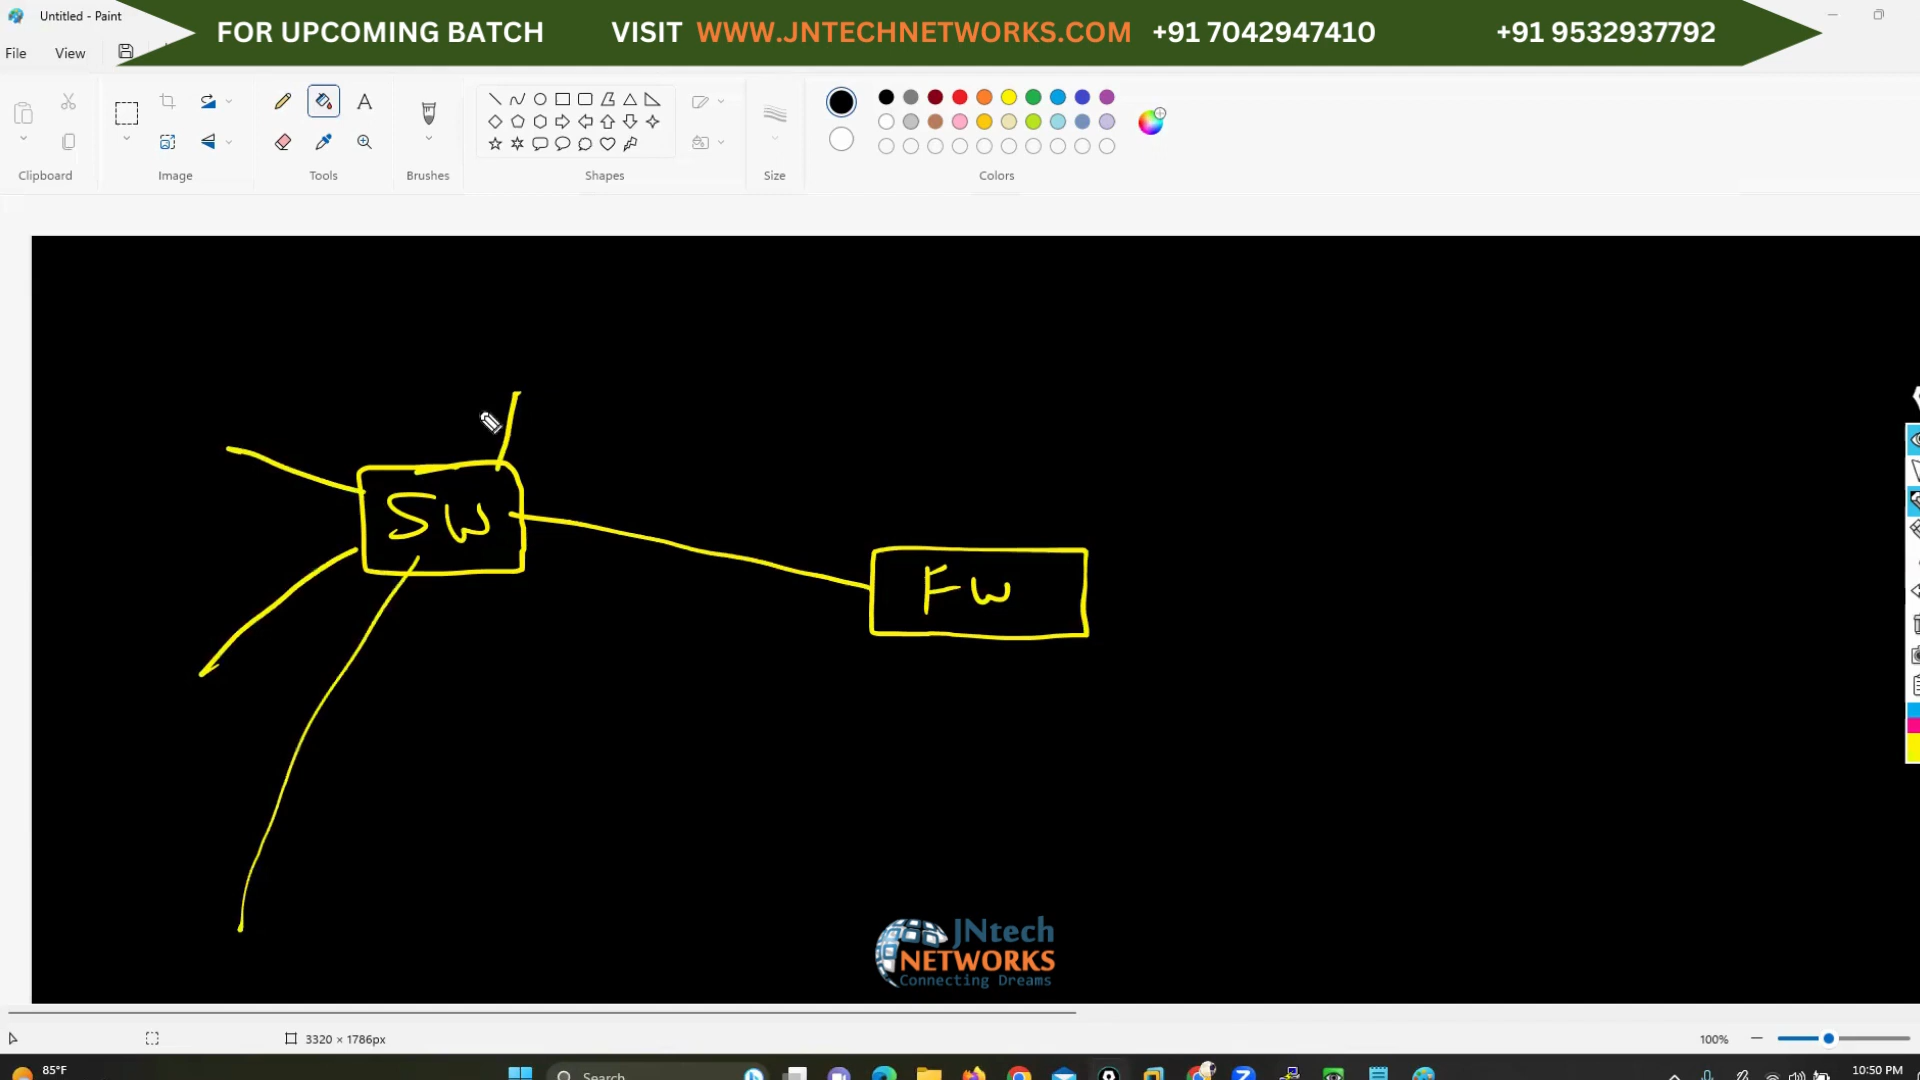 Untitled - Paint
FOR UPCOMING BATCH VISIT WWW.JNTECHNETWORKS.COM +91 7042947410 +91 9532937792
File View
Clipboard Image Tools Brushes Shapes Size Colors
A
SW
FW
JNtech
NETWORKS
Connecting Dreams
3320 × 1786px 100%
85°F Search 10:50 PM